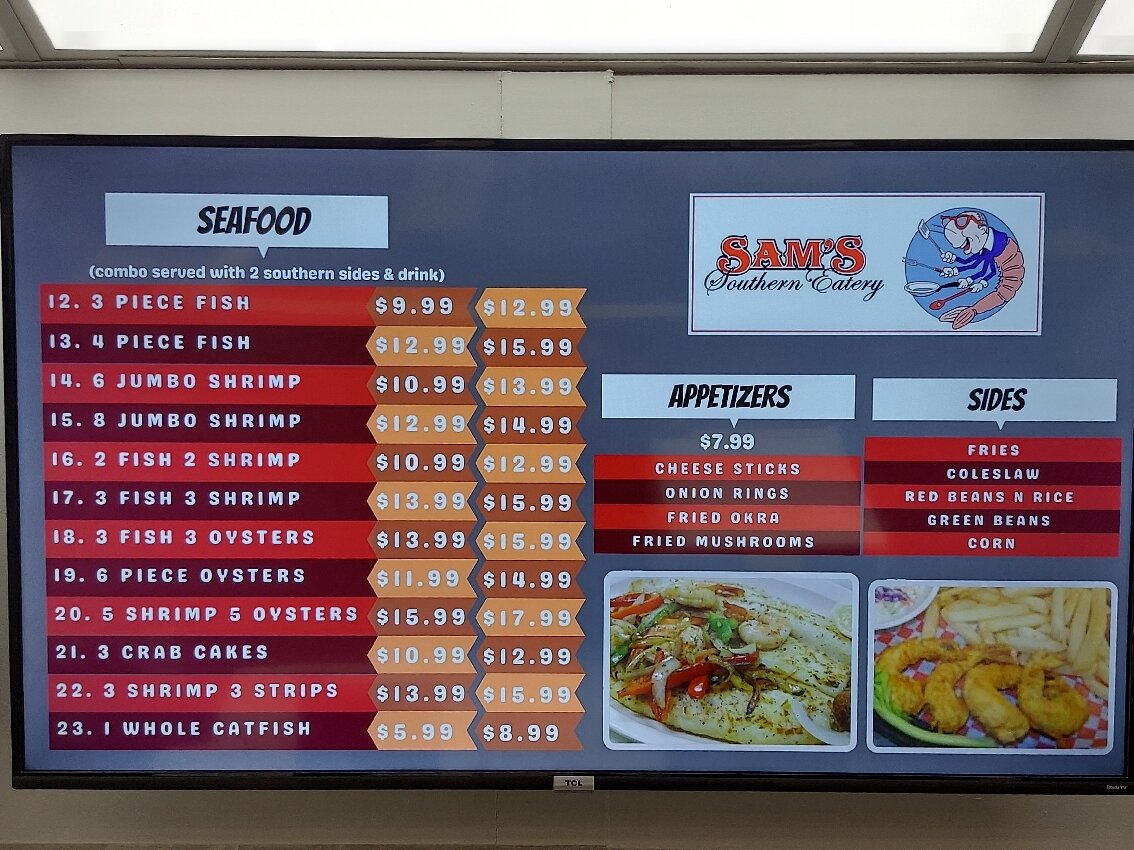 SEAFOOD
(combo served with 2 southern sides & drink)
12. 3 PIECE FISH $9.99 $12.99
13. 4 PIECE FISH $12.99 $15.99
14. 6 JUMBO SHRIMP $10.99 $13.99
15. 8 JUMBO SHRIMP $12.99 $14.99
16. 2 FISH 2 SHRIMP $10.99 $12.99
17. 3 FISH 3 SHRIMP $13.99 $15.99
18. 3 FISH 3 OYSTERS $13.99 $15.99
19. 6 PIECE OYSTERS $11.99 $14.99
20. 5 SHRIMP 5 OYSTERS $15.99 $17.99
21. 3 CRAB CAKES $10.99 $12.99
22. 3 SHRIMP 3 STRIPS $13.99 $15.99
23. 1 WHOLE CATFISH $5.99 $8.99
SAM'S
Southern Eatery
APPETIZERS
$7.99
CHEESE STICKS
ONION RINGS
FRIED OKRA
FRIED MUSHROOMS
SIDES
FRIES
COLESLAW
RED BEANS N RICE
GREEN BEANS
CORN
TCL